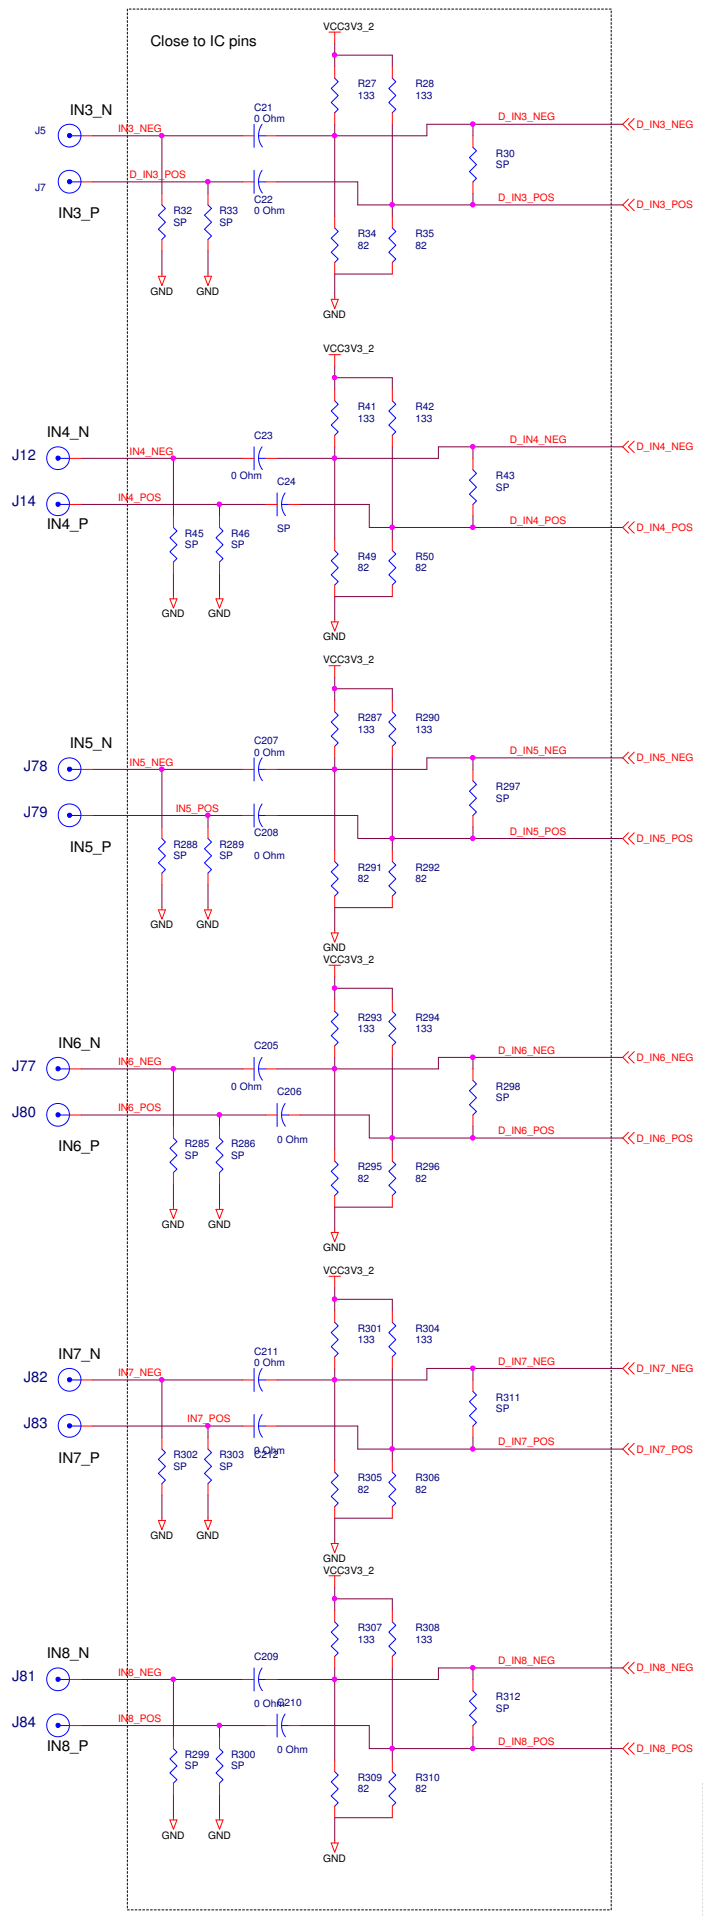 VCC3V3_2
Close to IC pins
R27
133
R28
133
IN3_N
C21
0 Ohm
J5
IN3_NEG
D_IN3_NEG
D_IN3_NEG
R30
SP
J7
D_IN3_POS
C22
0 Ohm
IN3_P
R32
SP
R33
SP
D_IN3_POS
D_IN3_POS
R34
82
R35
82
GND
GND
GND
VCC3V3_2
R41
133
R42
133
IN4_N
C23
0 Ohm
J12
IN4_NEG
D_IN4_NEG
D_IN4_NEG
R43
SP
C24
SP
J14
IN4_POS
IN4_P
D_IN4_POS
D_IN4_POS
R45
SP
R46
SP
R49
82
R50
82
GND
GND
GND
VCC3V3_2
R287
133
R290
133
IN5_N
C207
0 Ohm
J78
IN5_NEG
D_IN5_NEG
D_IN5_NEG
R297
SP
J79
IN5_POS
C208
0 Ohm
IN5_P
D_IN5_POS
D_IN5_POS
R288
SP
R289
SP
R291
82
R292
82
GND
GND
GND
VCC3V3_2
R293
133
R294
133
IN6_N
C205
0 Ohm
J77
IN6_NEG
D_IN6_NEG
D_IN6_NEG
R298
SP
C206
0 Ohm
J80
IN6_POS
IN6_P
D_IN6_POS
D_IN6_POS
R285
SP
R286
SP
R295
82
R296
82
GND
GND
GND
VCC3V3_2
R301
133
R304
133
IN7_N
C211
0 Ohm
J82
IN7_NEG
D_IN7_NEG
D_IN7_NEG
R311
SP
J83
IN7_POS
0 Ohm
C212
IN7_P
D_IN7_POS
D_IN7_POS
R302
SP
R303
SP
R305
82
R306
82
GND
GND
GND
VCC3V3_2
R307
133
R308
133
IN8_N
C209
0 Ohm
J81
IN8_NEG
D_IN8_NEG
D_IN8_NEG
R312
SP
C210
0 Ohm
J84
IN8_POS
IN8_P
D_IN8_POS
D_IN8_POS
R299
SP
R300
SP
R309
82
R310
82
GND
GND
GND